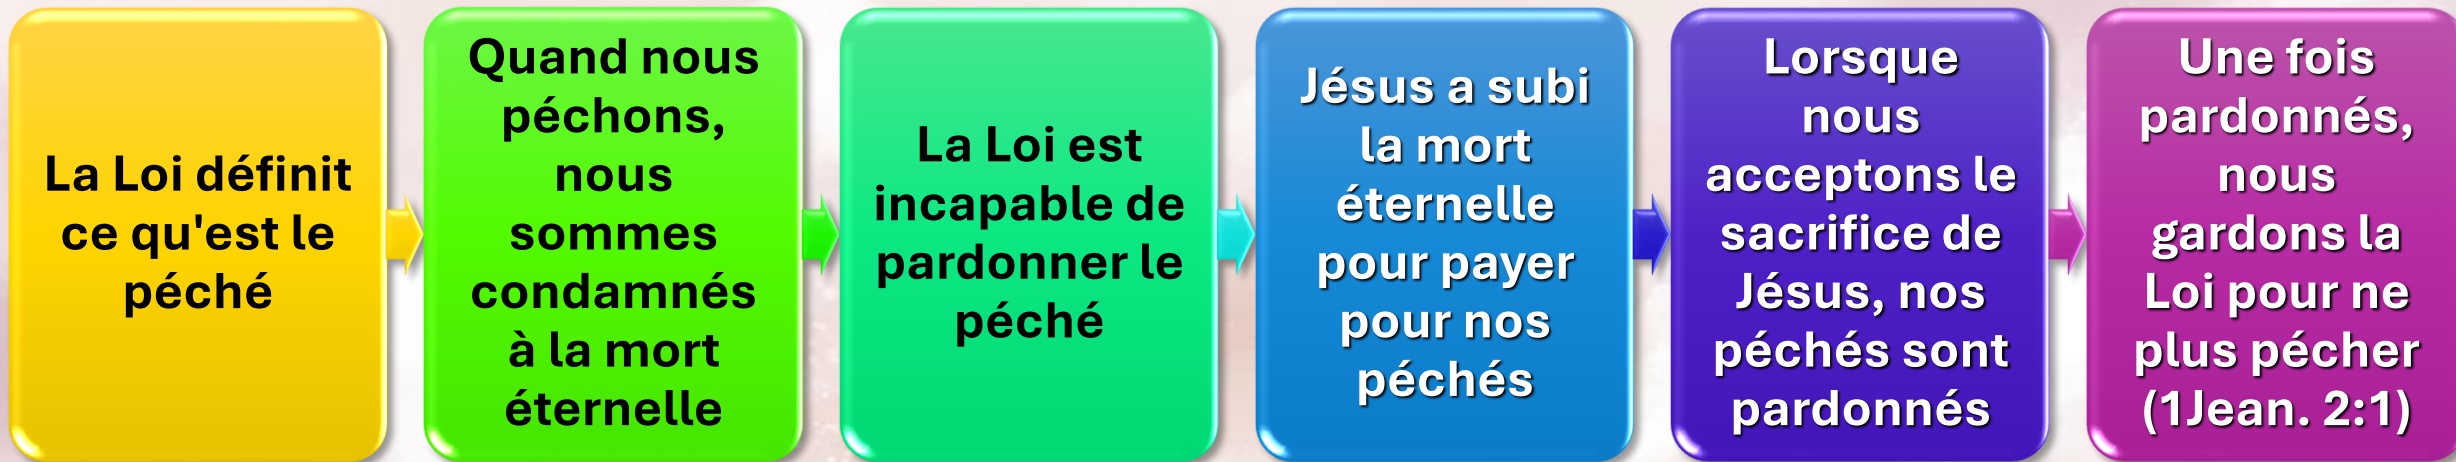 La Loi définit
ce qu'est le
péché
Quand nous
péchons,
nous
sommes
condamnés
à la mort
éternelle
La Loi est
incapable de
pardonner le
péché
Jésus a subi
la mort
éternelle
pour payer
pour nos
péchés
Lorsque
nous
acceptons le
sacrifice de
Jésus, nos
péchés sont
pardonnés
Une fois
pardonnés,
nous
gardons la
Loi pour ne
plus pécher
(1Jean. 2:1)